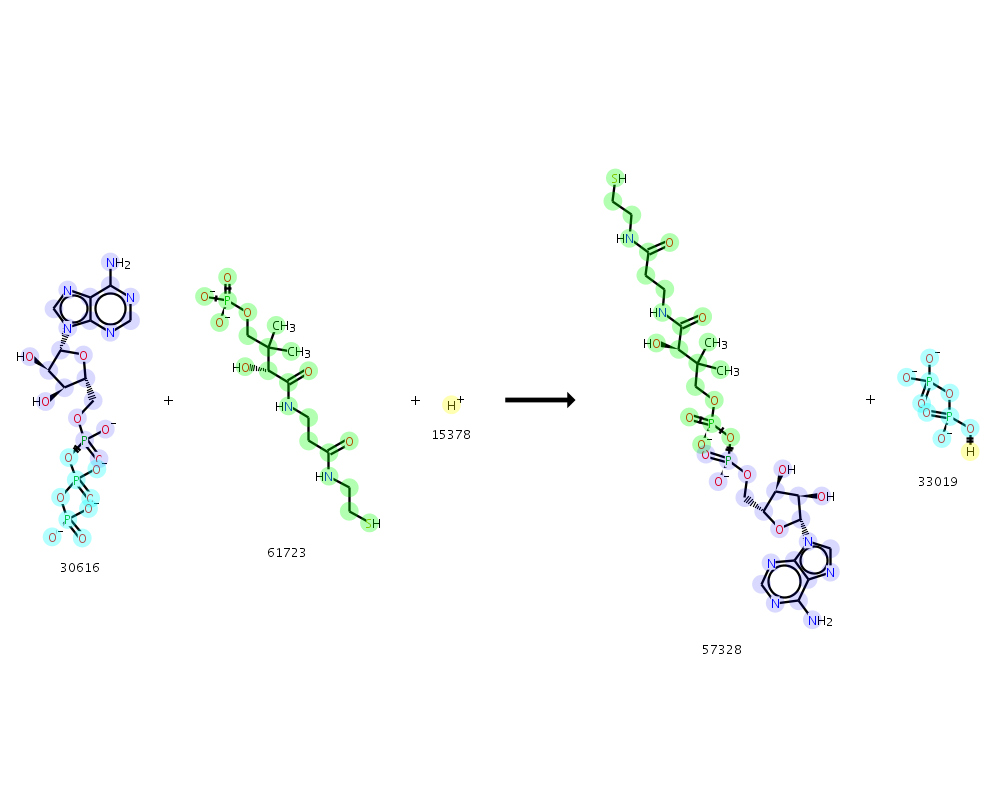 NH2
N
N
N
N
HO
O
HO
O
O-
P
O
O
O-
P
O
O
O-
P
O-
O
30616
+
O
O-
P
O-
O
CH3
CH3
HO
O
HN
O
HN
SH
61723
+
H+
15378
SH
HN
O
HN
O
HO
CH3
CH3
O
O
P
O-
O
O
P
O-
O
OH
OH
O
N
N
N
N
NH2
57328
+
O-
O-
P
O
O
O
P
O-
O
H
33019